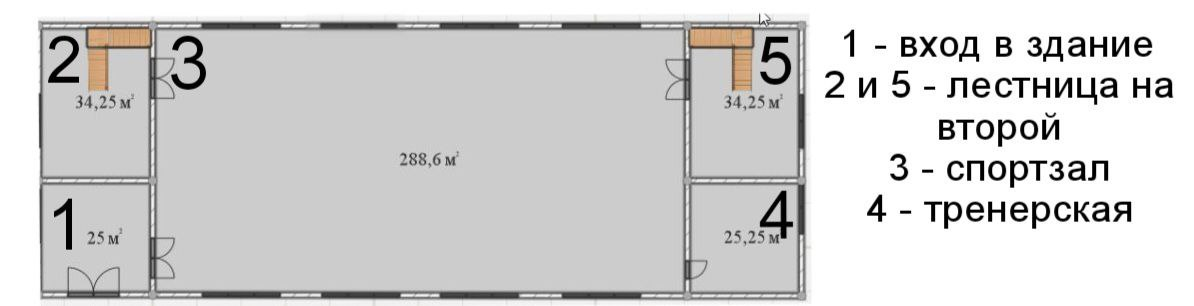 2
3
5
34,25 м²
34,25 м²
288,6 м²
1
25 м²
4
25,25 м²
1 - вход в здание
2 и 5 - лестница на
второй
3 - спортзал
4 - тренерская